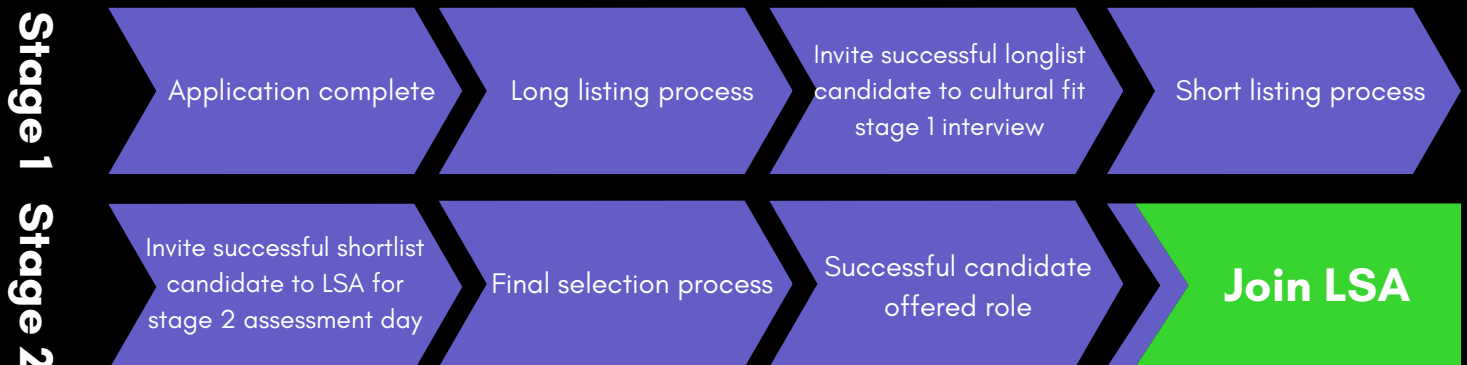 Stage 1
Application complete
Long listing process
Invite successful longlist
candidate to cultural fit
stage 1 interview
Short listing process
Stage 2
Invite successful shortlist
candidate to LSA for
stage 2 assessment day
Final selection process
Successful candidate
offered role
Join LSA